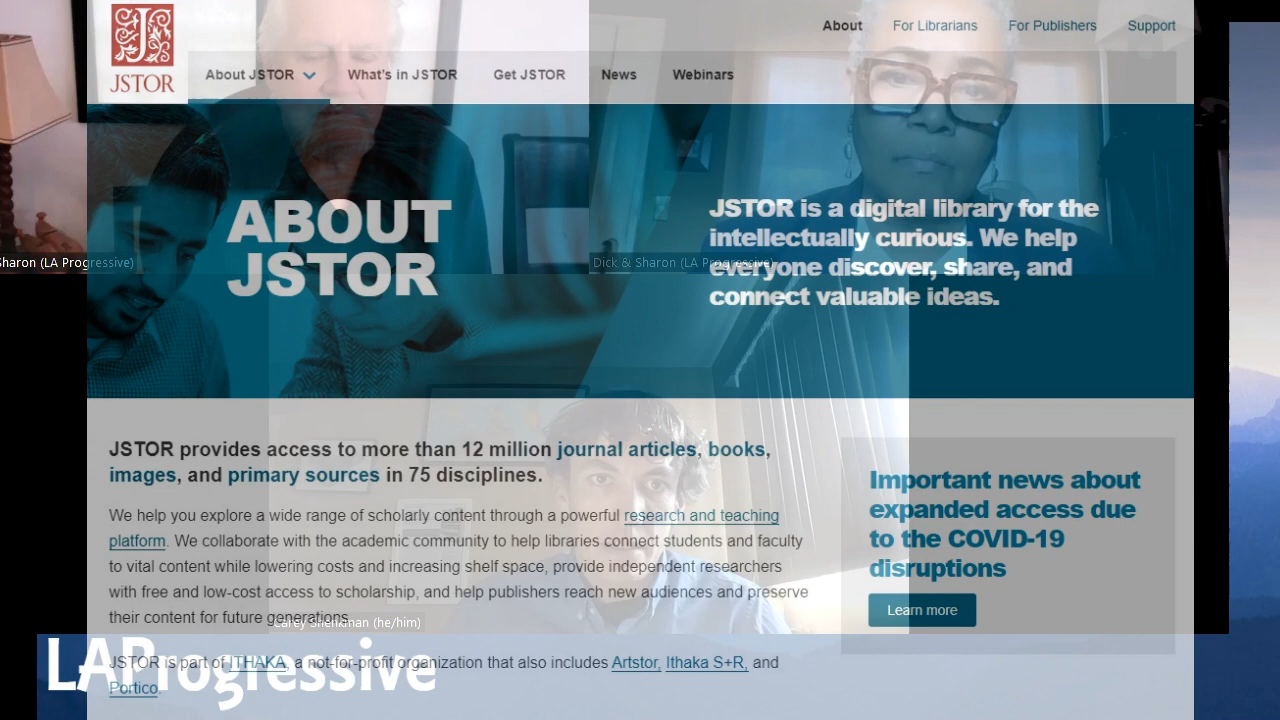 JSTOR
About
For Librarians
For Publishers
Support
About JSTOR
What's in JSTOR
Get JSTOR
News
Webinars
ABOUT
JSTOR
JSTOR is a digital library for the
intellectually curious. We help
everyone discover, share, and
connect valuable ideas.
Sharon (LA Progressive)
Dick & Sharon (LA Progressive)
JSTOR provides access to more than 12 million journal articles, books,
images, and primary sources in 75 disciplines.
We help you explore a wide range of scholarly content through a powerful research and teaching
platform. We collaborate with the academic community to help libraries connect students and faculty
to vital content while lowering costs and increasing shelf space, provide independent researchers
with free and low-cost access to scholarship, and help publishers reach new audiences and preserve
their content for future generations.
Carey Shenkman (he/him)
JSTOR is part of ITHAKA, a not-for-profit organization that also includes Artstor, Ithaka S+R, and
Portico.
Important news about
expanded access due
to the COVID-19
disruptions
Learn more
LAProgressive